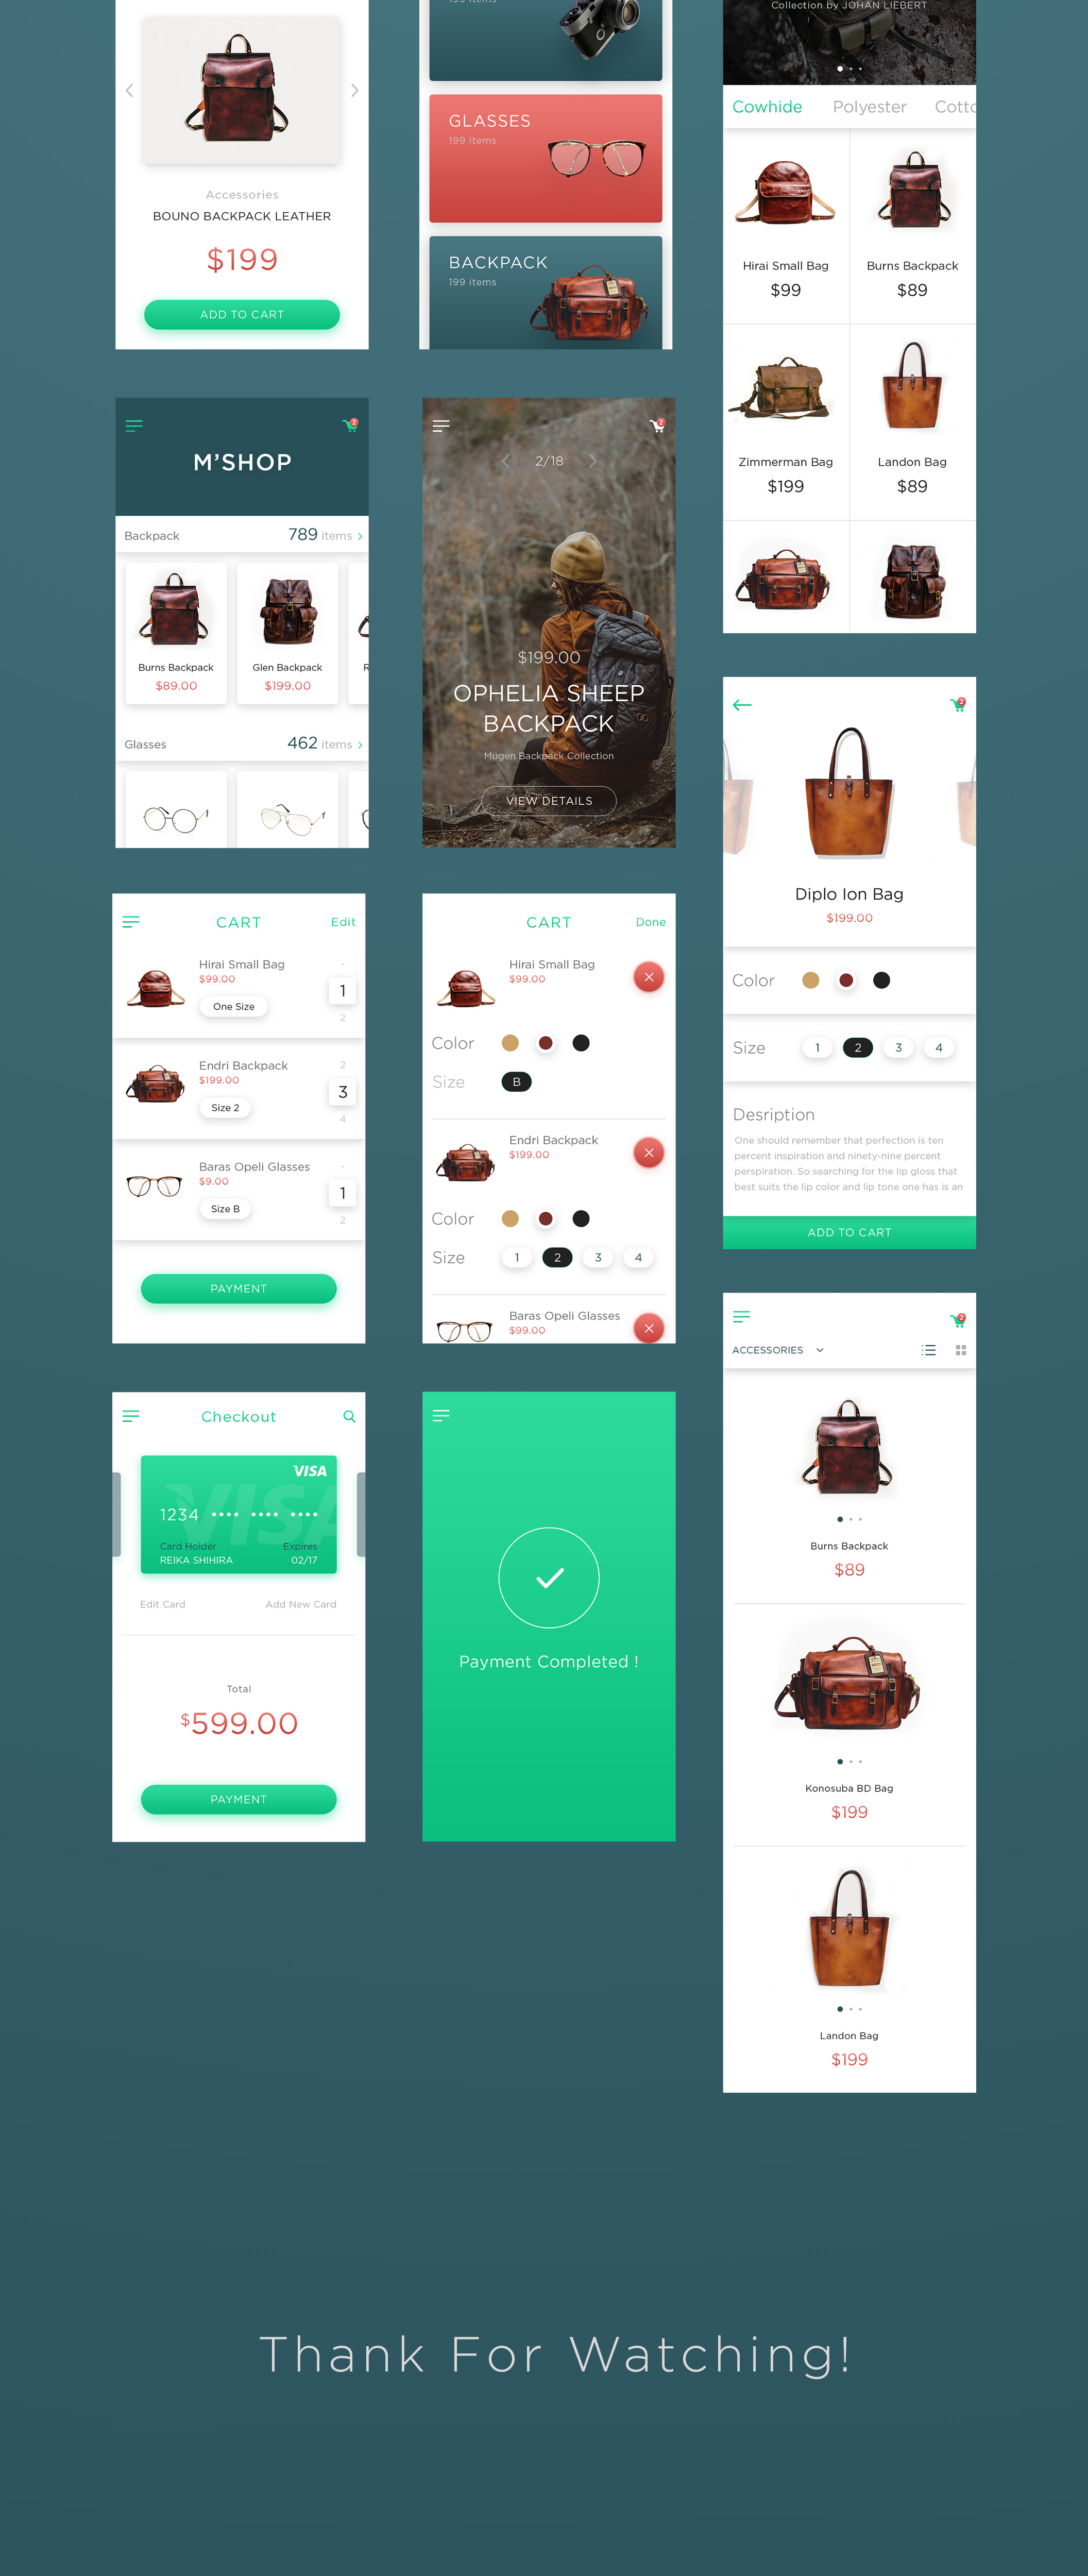 Accessories
BOUNO BACKPACK LEATHER
$199
ADD TO CART
199 items
GLASSES
199 items
BACKPACK
199 items
Collection by JOHAN LIEBERT
Cowhide Polyester Cotto
Hirai Small Bag Burns Backpack
$99 $89
Zimmerman Bag Landon Bag
$199 $89
2
M'SHOP
Backpack 789 items
Burns Backpack Glen Backpack R
$89.00 $199.00
Glasses 462 items
2
2/18
$199.00
OPHELIA SHEEP
BACKPACK
Mugen Backpack Collection
VIEW DETAILS
2
Diplo Ion Bag
$199.00
Color
Size 1 2 3 4
Desription
One should remember that perfection is ten
percent inspiration and ninety-nine percent
perspiration. So searching for the lip gloss that
best suits the lip color and lip tone one has is an
ADD TO CART
CART Edit
Hirai Small Bag -
$99.00 1
One Size 2
Endri Backpack 2
$199.00 3
Size 2 4
Baras Opeli Glasses -
$9.00 1
Size B 2
PAYMENT
CART Done
Hirai Small Bag
$99.00
Color
Size B
Endri Backpack
$199.00
Color
Size 1 2 3 4
Baras Opeli Glasses
$99.00
2
ACCESSORIES
Burns Backpack
$89
Konosuba BD Bag
$199
Landon Bag
$199
Checkout
VISA
VISA
1234 •••• •••• ••••
Card Holder Expires
REIKA SHIHIRA 02/17
Edit Card Add New Card
Total
$599.00
PAYMENT
Payment Completed !
Thank For Watching!